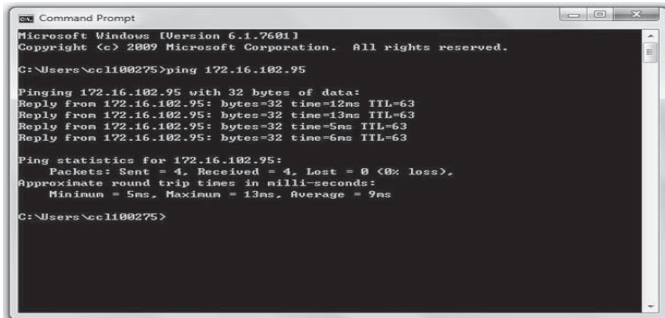 Command Prompt
Microsoft Windows [Version 6.1.7601]
Copyright (c) 2009 Microsoft Corporation.  All rights reserved.
C:\Users\ccl100275>ping 172.16.102.95
Pinging 172.16.102.95 with 32 bytes of data:
Reply from 172.16.102.95: bytes=32 time=12ms TTL=63
Reply from 172.16.102.95: bytes=32 time=13ms TTL=63
Reply from 172.16.102.95: bytes=32 time=5ms TTL=63
Reply from 172.16.102.95: bytes=32 time=6ms TTL=63
Ping statistics for 172.16.102.95:
Packets: Sent = 4, Received = 4, Lost = 0 (0% loss),
Approximate round trip times in milli-seconds:
Minimum = 5ms, Maximum = 13ms, Average = 9ms
C:\Users\ccl100275>